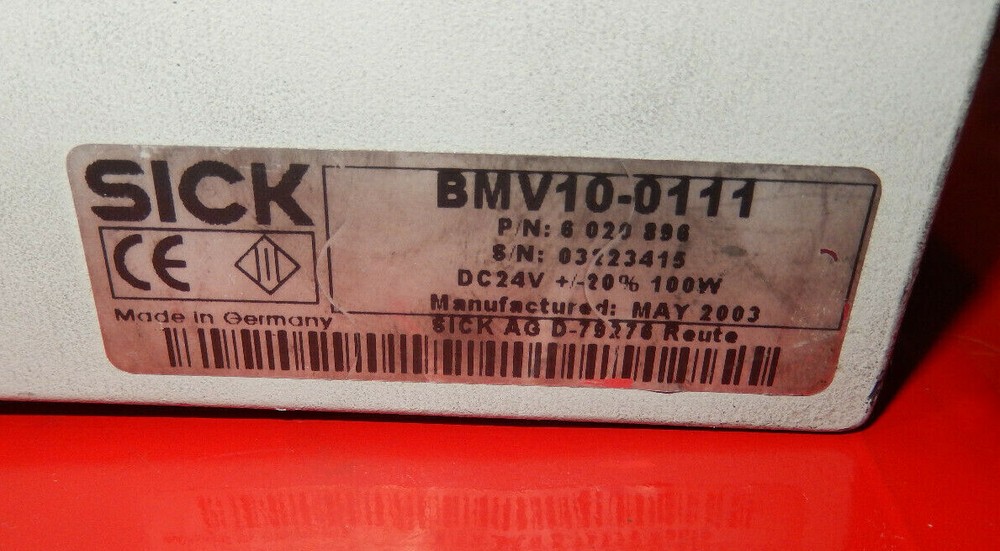 SICK
BMV10-0111
P/N: 6 020 896
S/N: 03223415
DC24V +/-20% 100W
Manufactured: MAY 2003
SICK AG D-79276 Reute
CE
Made in Germany